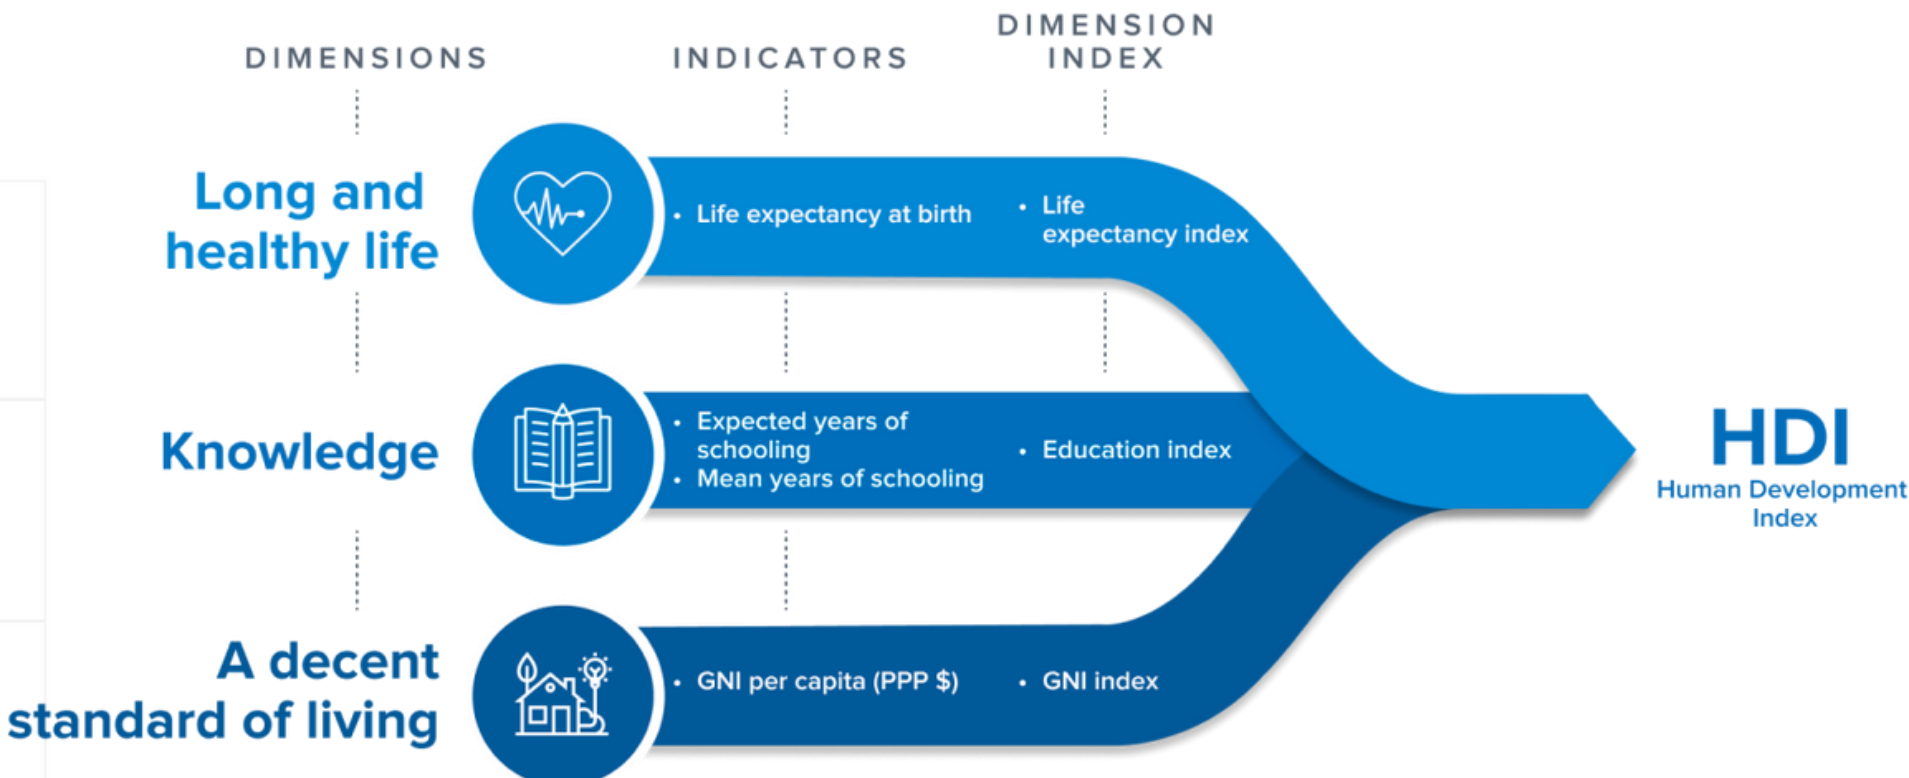 DIMENSIONS
INDICATORS
DIMENSION
INDEX
Long and
healthy life
• Life expectancy at birth
• Life
expectancy index
Knowledge
• Expected years of
schooling
• Mean years of schooling
• Education index
HDI
Human Development
Index
A decent
standard of living
• GNI per capita (PPP $)
• GNI index